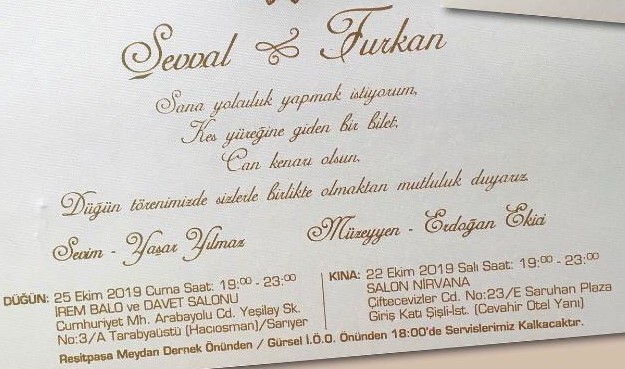 Şevval & Furkan
Sana yolculuk yapmak istiyorum,
Kes yüreğine giden bir bilet,
Can kenarı olsun.
Düğün törenimizde sizlerle birlikte olmaktan mutluluk duyarız.
Sevim - Yaşar Yılmaz
Müzeyyen - Erdoğan Ekici
DÜĞÜN: 25 Ekim 2019 Cuma Saat: 19:00 - 23:00
İREM BALO ve DAVET SALONU
Cumhuriyet Mh. Arabayolu Cd. Yeşilay Sk.
No:3/A Tarabyaüstü (Hacıosman)/Sarıyer
KINA: 22 Ekim 2019 Salı Saat: 19:00 - 23:00
SALON NİRVANA
Çiftecevizler Cd. No:23/E Saruhan Plaza
Giriş Katı Şişli-İst. (Cevahir Otel Yanı)
Reşitpaşa Meydan Dernek Önünden / Gürsel İ.Ö.O. Önünden 18:00'de Servislerimiz Kalkacaktır.